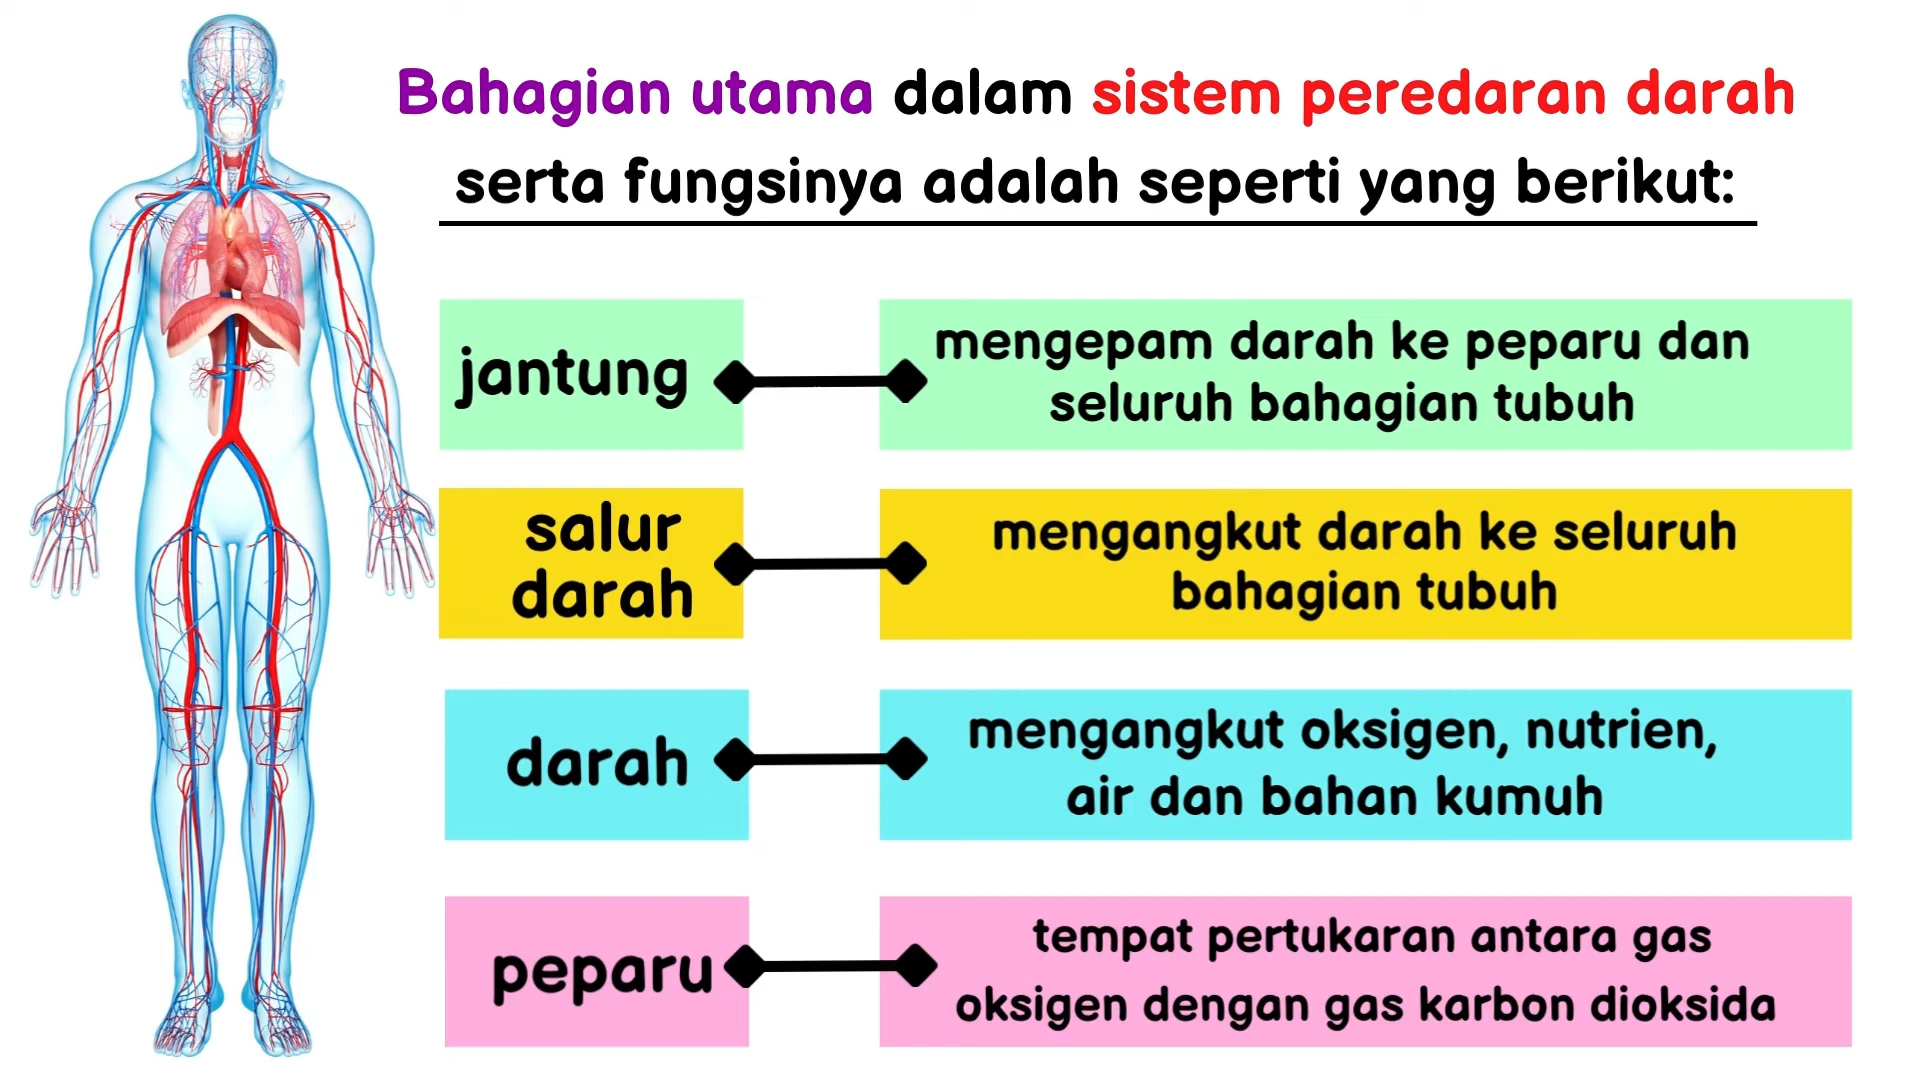 Bahagian utama dalam sistem peredaran darah
serta fungsinya adalah seperti yang berikut:
jantung
mengepam darah ke peparu dan
seluruh bahagian tubuh
salur
darah
mengangkut darah ke seluruh
bahagian tubuh
darah
mengangkut oksigen, nutrien,
air dan bahan kumuh
peparu
tempat pertukaran antara gas
oksigen dengan gas karbon dioksida